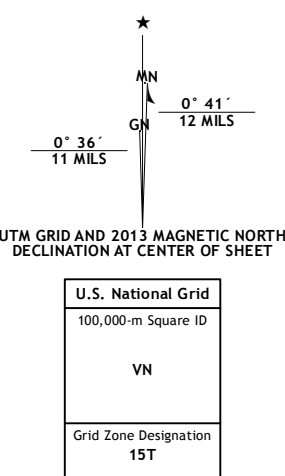 ★
MN
0° 41´
12 MILS
GN
0° 36´
11 MILS
UTM GRID AND 2013 MAGNETIC NORTH
DECLINATION AT CENTER OF SHEET
U.S. National Grid
100,000-m Square ID
VN
Grid Zone Designation
15T